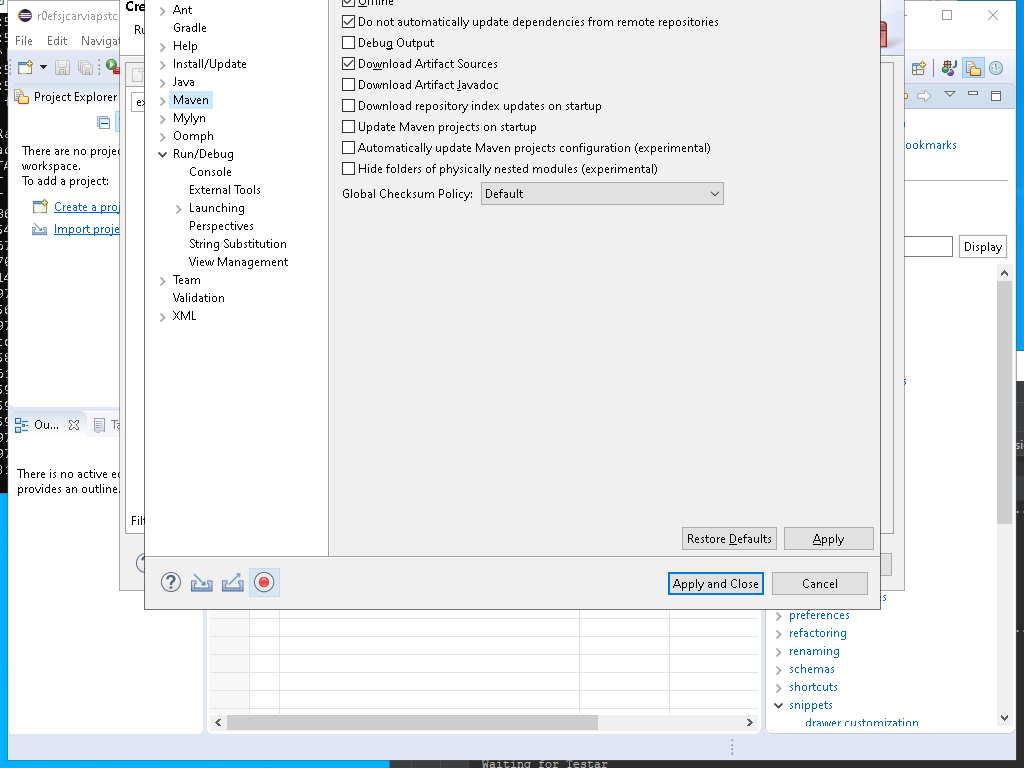 r0efsjcarviapstc
Cre
File Edit Navigat
Ru
Project Explorer
There are no projec
workspace.
To add a project:
Create a proj
Import proje
Ou...
Ta
There is no active ed
provides an outline.
ex
Filt
Ant
Gradle
Help
Install/Update
Java
Maven
Mylyn
Oomph
Run/Debug
Console
External Tools
Launching
Perspectives
String Substitution
View Management
Team
Validation
XML
Offline
Do not automatically update dependencies from remote repositories
Debug Output
Download Artifact Sources
Download Artifact Javadoc
Download repository index updates on startup
Update Maven projects on startup
Automatically update Maven projects configuration (experimental)
Hide folders of physically nested modules (experimental)
Global Checksum Policy: Default
Restore Defaults Apply
Apply and Close Cancel
ookmarks
Display
preferences
refactoring
renaming
schemas
shortcuts
snippets
drawer customization
Waiting for Testar